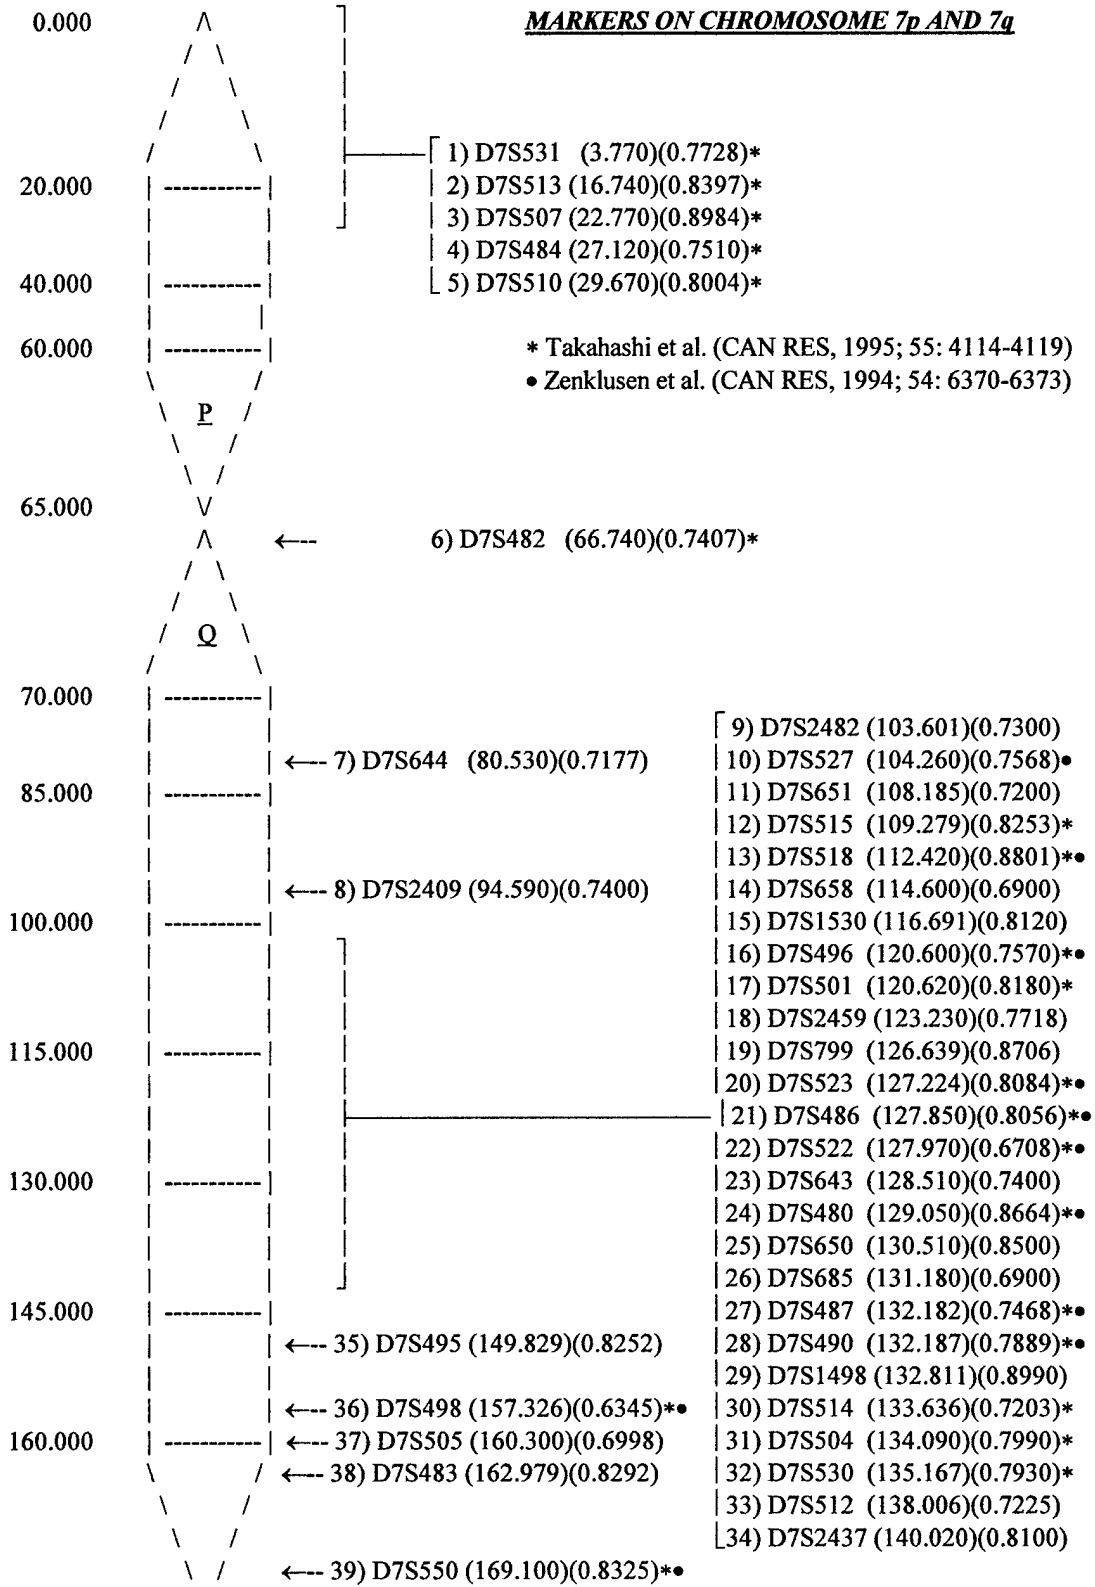 MARKERS ON CHROMOSOME 7p AND 7q
0.000
1) D7S531 (3.770)(0.7728)*
20.000
2) D7S513 (16.740)(0.8397)*
3) D7S507 (22.770)(0.8984)*
4) D7S484 (27.120)(0.7510)*
40.000
5) D7S510 (29.670)(0.8004)*
60.000
* Takahashi et al. (CAN RES, 1995; 55: 4114-4119)
● Zenklusen et al. (CAN RES, 1994; 54: 6370-6373)
P
65.000
6) D7S482 (66.740)(0.7407)*
Q
70.000
7) D7S644 (80.530)(0.7177)
85.000
8) D7S2409 (94.590)(0.7400)
100.000
115.000
130.000
145.000
9) D7S2482 (103.601)(0.7300)
10) D7S527 (104.260)(0.7568)●
11) D7S651 (108.185)(0.7200)
12) D7S515 (109.279)(0.8253)*
13) D7S518 (112.420)(0.8801)*●
14) D7S658 (114.600)(0.6900)
15) D7S1530 (116.691)(0.8120)
16) D7S496 (120.600)(0.7570)*●
17) D7S501 (120.620)(0.8180)*
18) D7S2459 (123.230)(0.7718)
19) D7S799 (126.639)(0.8706)
20) D7S523 (127.224)(0.8084)*●
21) D7S486 (127.850)(0.8056)*●
22) D7S522 (127.970)(0.6708)*●
23) D7S643 (128.510)(0.7400)
24) D7S480 (129.050)(0.8664)*●
25) D7S650 (130.510)(0.8500)
26) D7S685 (131.180)(0.6900)
27) D7S487 (132.182)(0.7468)*●
28) D7S490 (132.187)(0.7889)*●
29) D7S1498 (132.811)(0.8990)
30) D7S514 (133.636)(0.7203)*
31) D7S504 (134.090)(0.7990)*
32) D7S530 (135.167)(0.7930)*
33) D7S512 (138.006)(0.7225)
34) D7S2437 (140.020)(0.8100)
35) D7S495 (149.829)(0.8252)
36) D7S498 (157.326)(0.6345)*●
160.000
37) D7S505 (160.300)(0.6998)
38) D7S483 (162.979)(0.8292)
39) D7S550 (169.100)(0.8325)*●